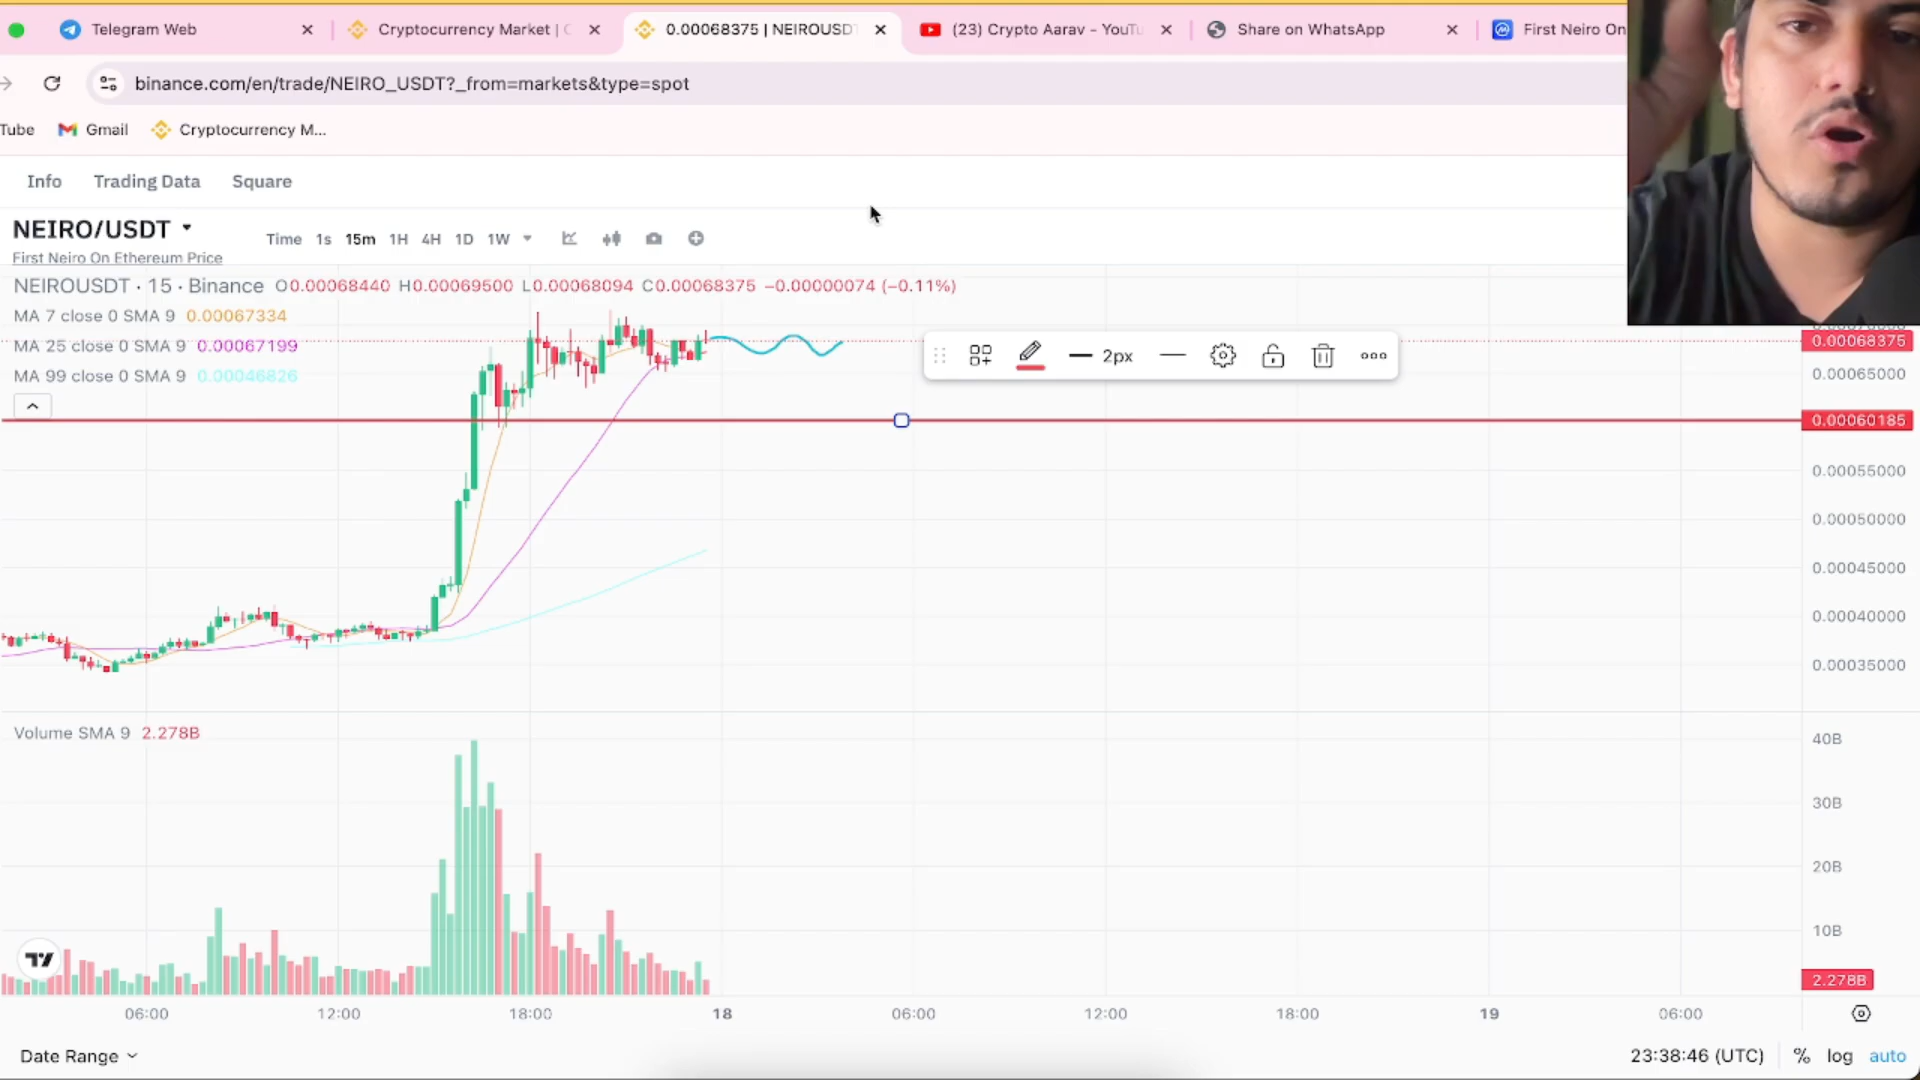 Telegram Web
Cryptocurrency Market | C
0.00068375 | NEIROUSDT
(23) Crypto Aarav - YouTu
Share on WhatsApp
First Neiro On
binance.com/en/trade/NEIRO_USDT?_from=markets&type=spot
Tube
Gmail
Cryptocurrency M...
Info
Trading Data
Square
NEIRO/USDT
First Neiro On Ethereum Price
Time 1s 15m 1H 4H 1D 1W
NEIROUSDT · 15 · Binance O0.00068440 H0.00069500 L0.00068094 C0.00068375 −0.00000074 (−0.11%)
MA 7 close 0 SMA 9 0.00067334
MA 25 close 0 SMA 9 0.00067199
MA 99 close 0 SMA 9 0.00046826
2px
0.00068375
0.00065000
0.00060185
0.00055000
0.00050000
0.00045000
0.00040000
0.00035000
Volume SMA 9 2.278B
40B
30B
20B
10B
2.278B
06:00 12:00 18:00 18 06:00 12:00 18:00 19 06:00
Date Range
23:38:46 (UTC) % log auto